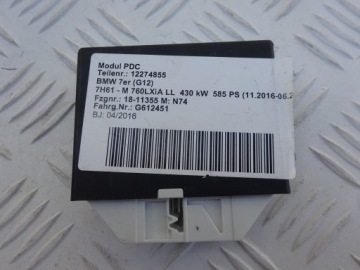 Modul PDC
Teilenr.: 12274855
BMW 7er (G12)
7H61 - M 760LXiA LL 430 kW 585 PS (11.2016-06.2
Fzgnr.: 18-11355 M: N74
Fahrg.Nr.: G612451
BJ: 04/2016